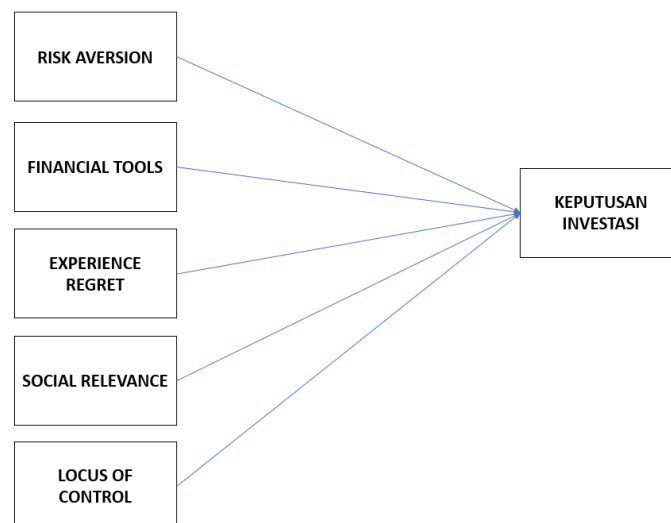 RISK AVERSION
FINANCIAL TOOLS
EXPERIENCE
REGRET
SOCIAL RELEVANCE
LOCUS OF
CONTROL
KEPUTUSAN
INVESTASI